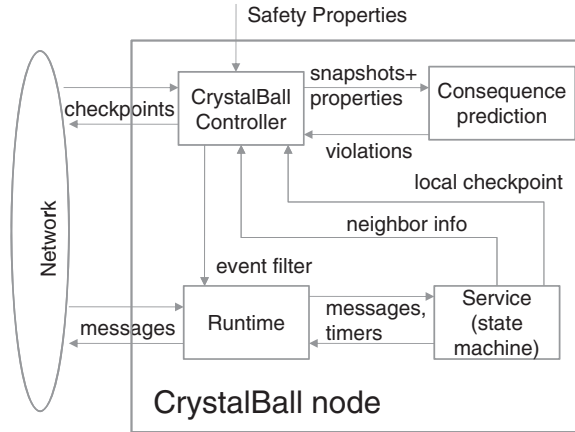 Safety Properties
checkpoints
CrystalBall
Controller
snapshots+
properties
Consequence
prediction
violations
local checkpoint
neighbor info
Network
event filter
messages
Runtime
messages,
timers
Service
(state
machine)
CrystalBall node